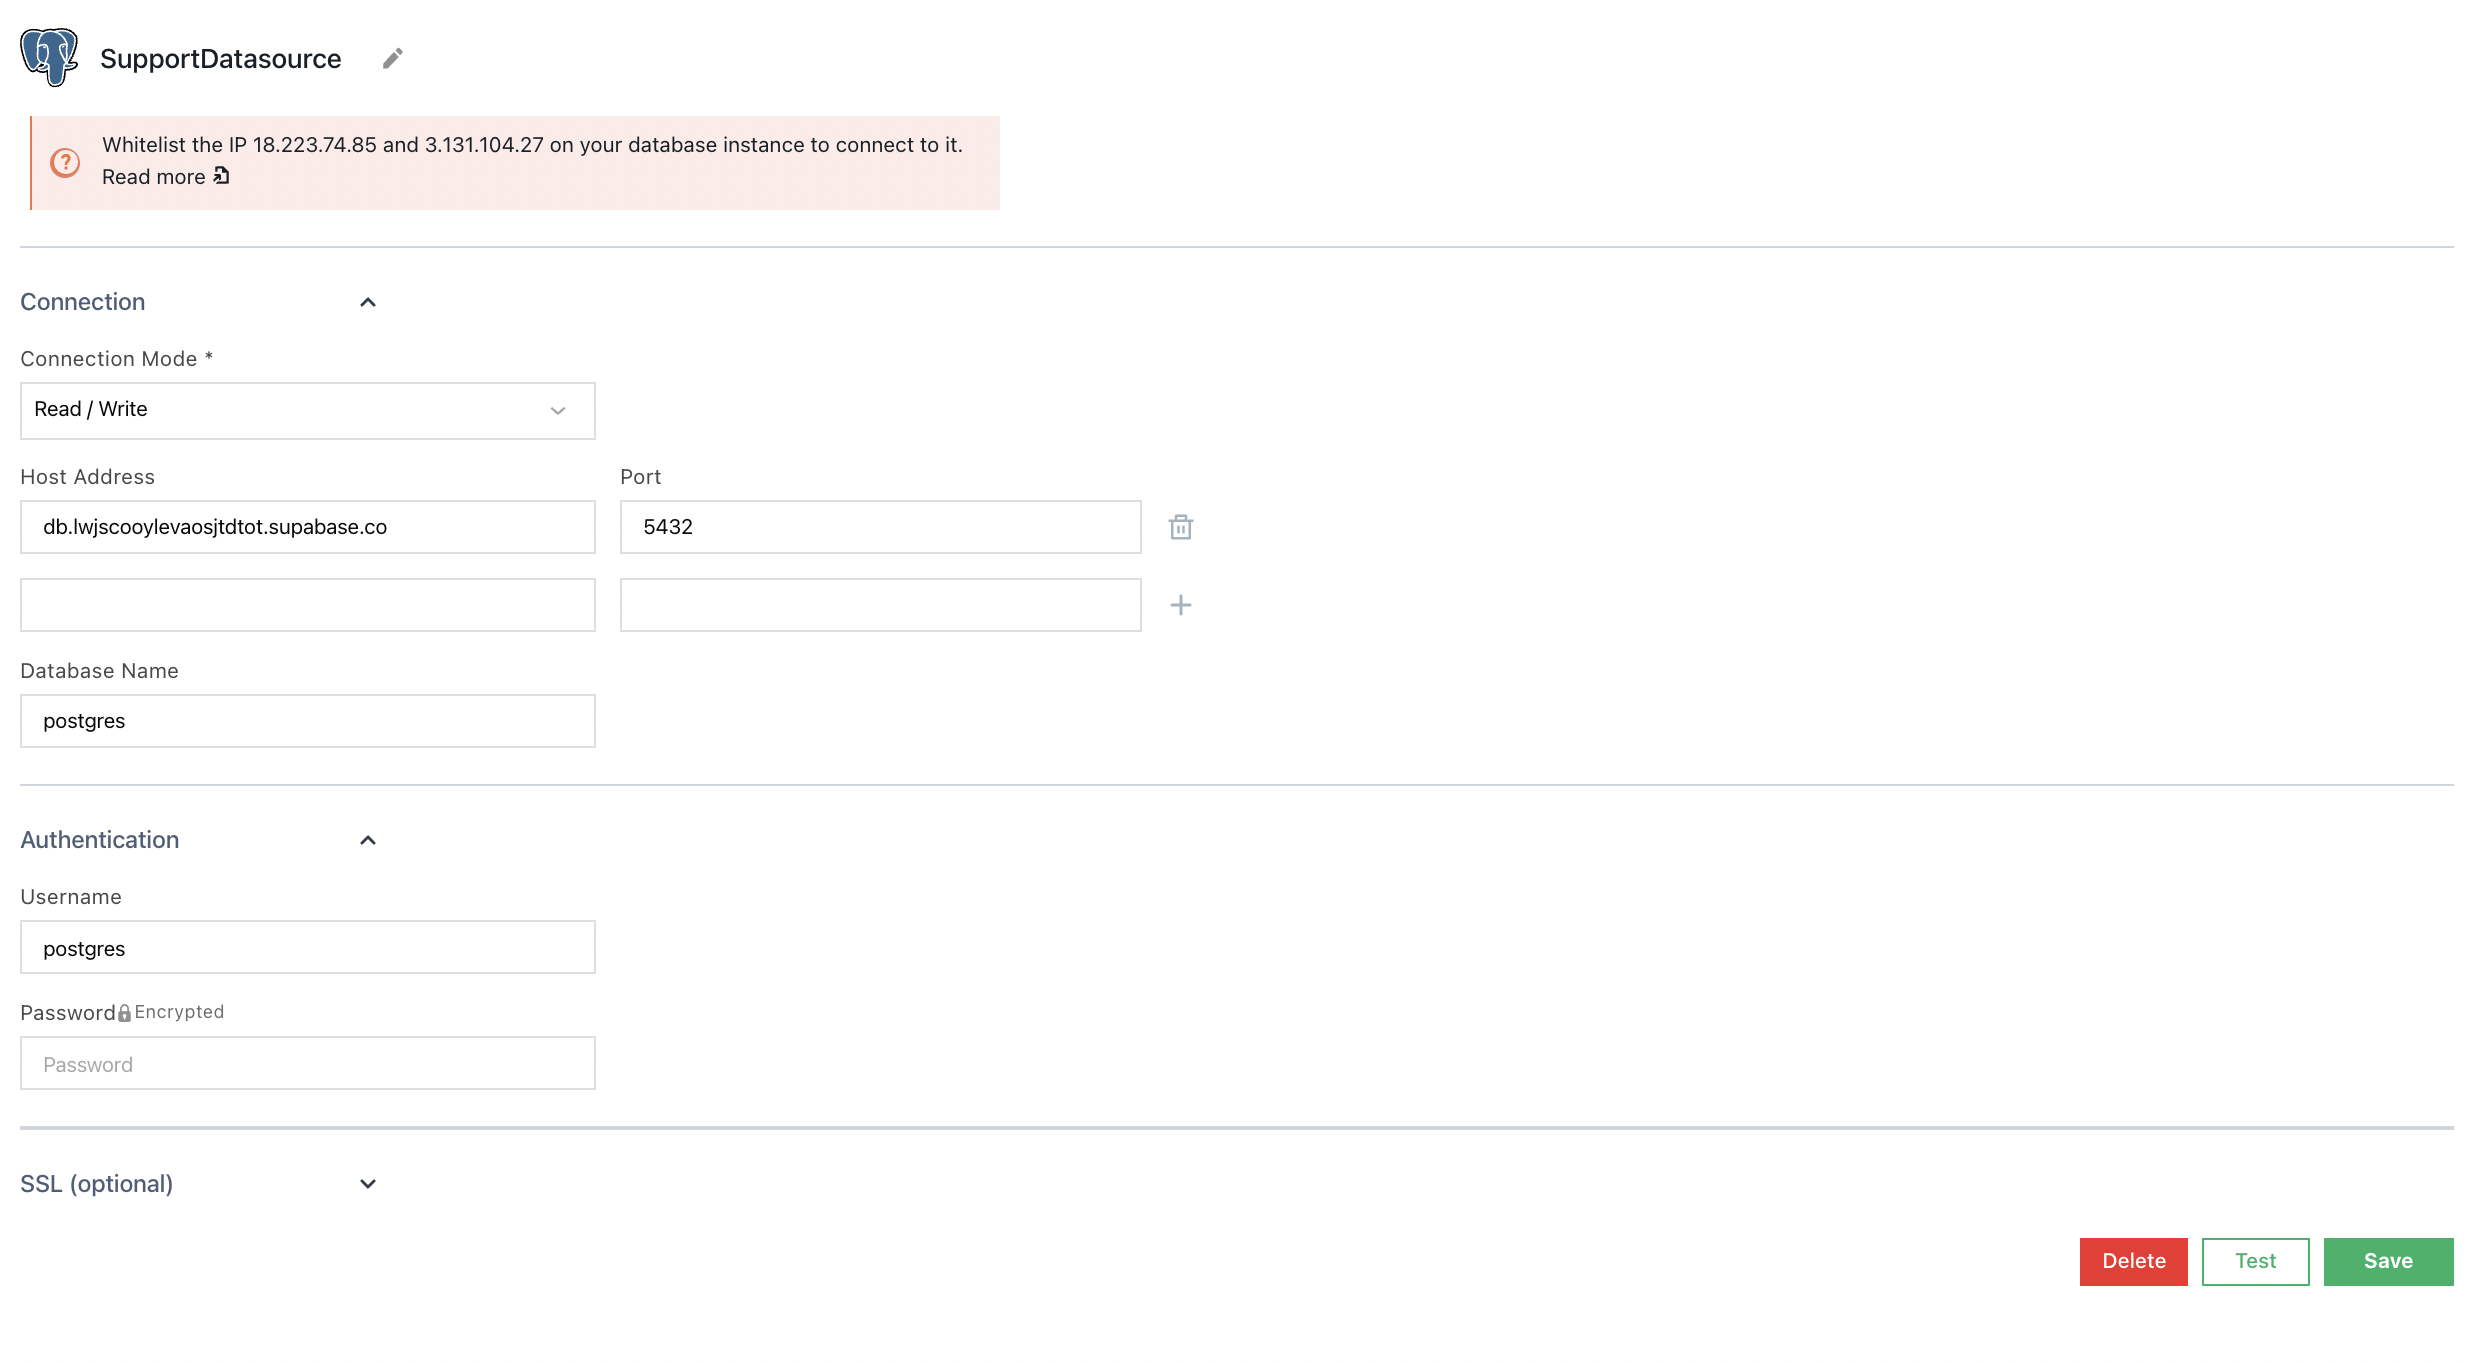 SupportDatasource
Whitelist the IP 18.223.74.85 and 3.131.104.27 on your database instance to connect to it.
Read more
Connection
Connection Mode *
Read / Write
Host Address Port
db.lwjscooylevaosjtdtot.supabase.co 5432
Database Name
postgres
Authentication
Username
postgres
Password Encrypted
Password
SSL (optional)
Delete Test Save